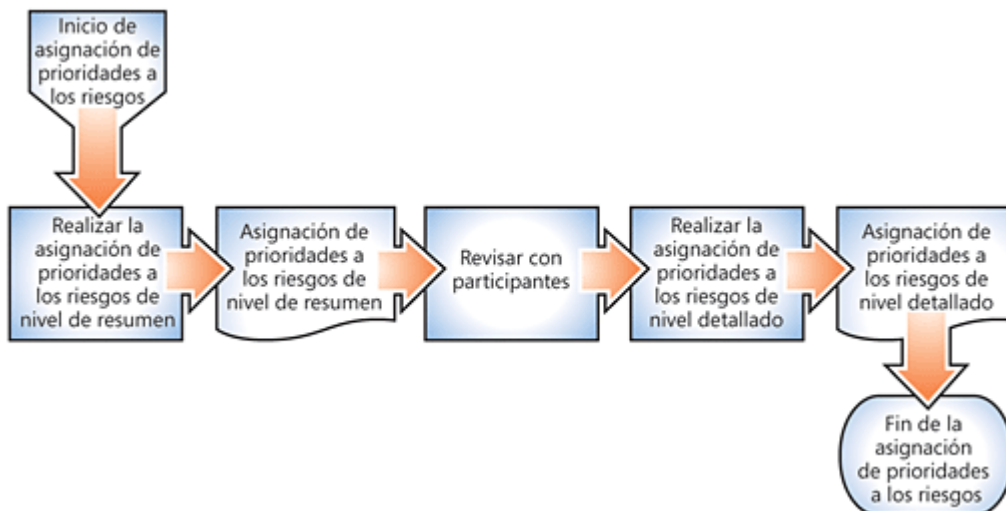 Inicio de
asignación de
prioridades a
los riesgos
Realizar la
asignación de
prioridades a
los riesgos de
nivel de resumen
Asignación de
prioridades a
los riesgos de
nivel de resumen
Revisar con
participantes
Realizar la
asignación de
prioridades a
los riesgos de
nivel detallado
Asignación de
prioridades a
los riesgos de
nivel detallado
Fin de la
asignación
de prioridades
a los riesgos